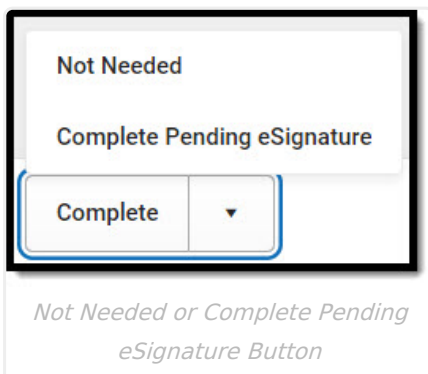 Not Needed
Complete Pending eSignature
Complete
Not Needed or Complete Pending
eSignature Button